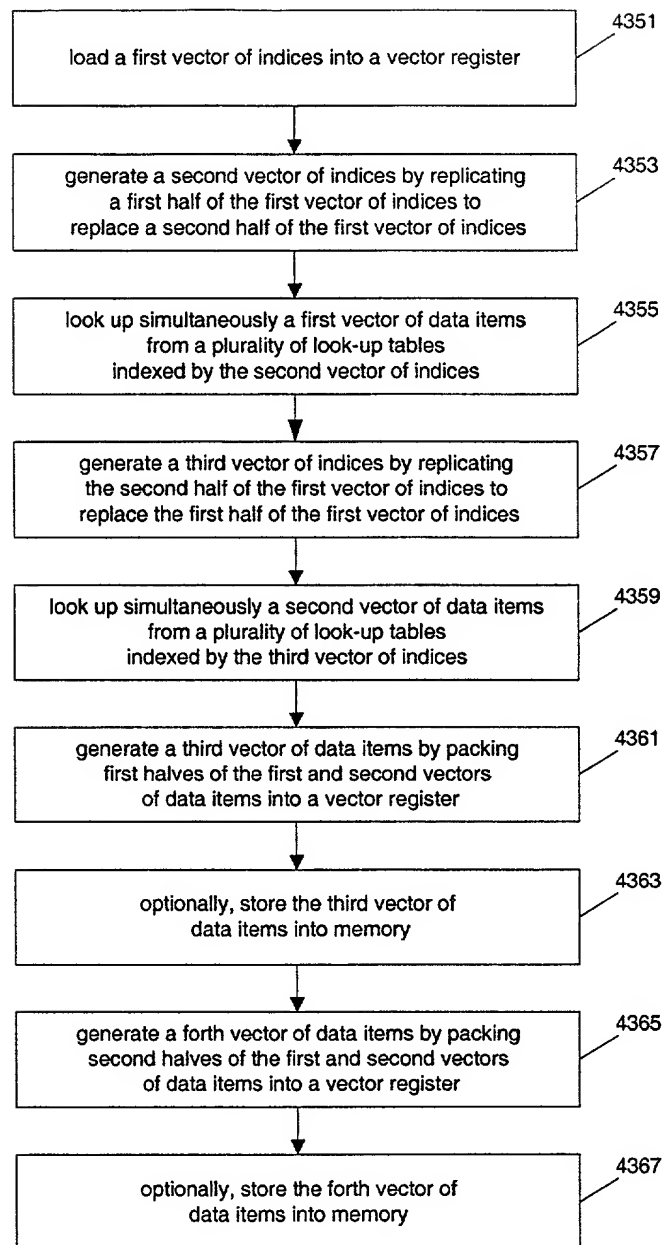 4351
load a first vector of indices into a vector register
4353
generate a second vector of indices by replicating
a first half of the first vector of indices to
replace a second half of the first vector of indices
4355
look up simultaneously a first vector of data items
from a plurality of look-up tables
indexed by the second vector of indices
4357
generate a third vector of indices by replicating
the second half of the first vector of indices to
replace the first half of the first vector of indices
4359
look up simultaneously a second vector of data items
from a plurality of look-up tables
indexed by the third vector of indices
4361
generate a third vector of data items by packing
first halves of the first and second vectors
of data items into a vector register
4363
optionally, store the third vector of
data items into memory
4365
generate a forth vector of data items by packing
second halves of the first and second vectors
of data items into a vector register
4367
optionally, store the forth vector of
data items into memory